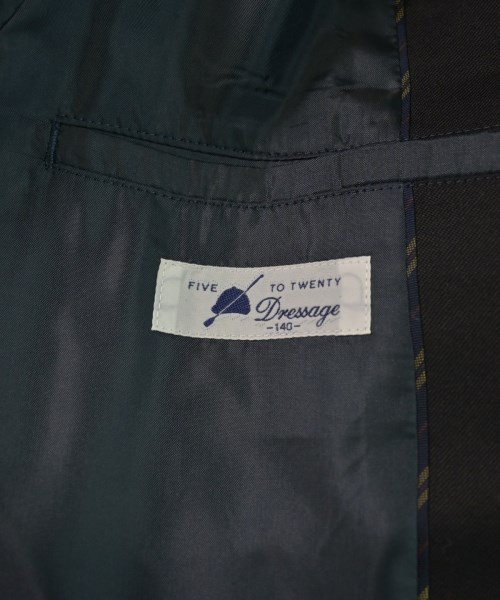 FIVE TO TWENTY
Dressage
-140-